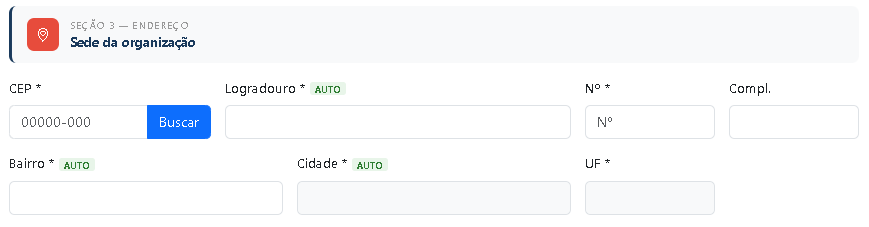 SEÇÃO 3 — ENDEREÇO
Sede da organização
CEP * Logradouro * AUTO Nº * Compl.
00000-000 Buscar Nº
Bairro * AUTO Cidade * AUTO UF *